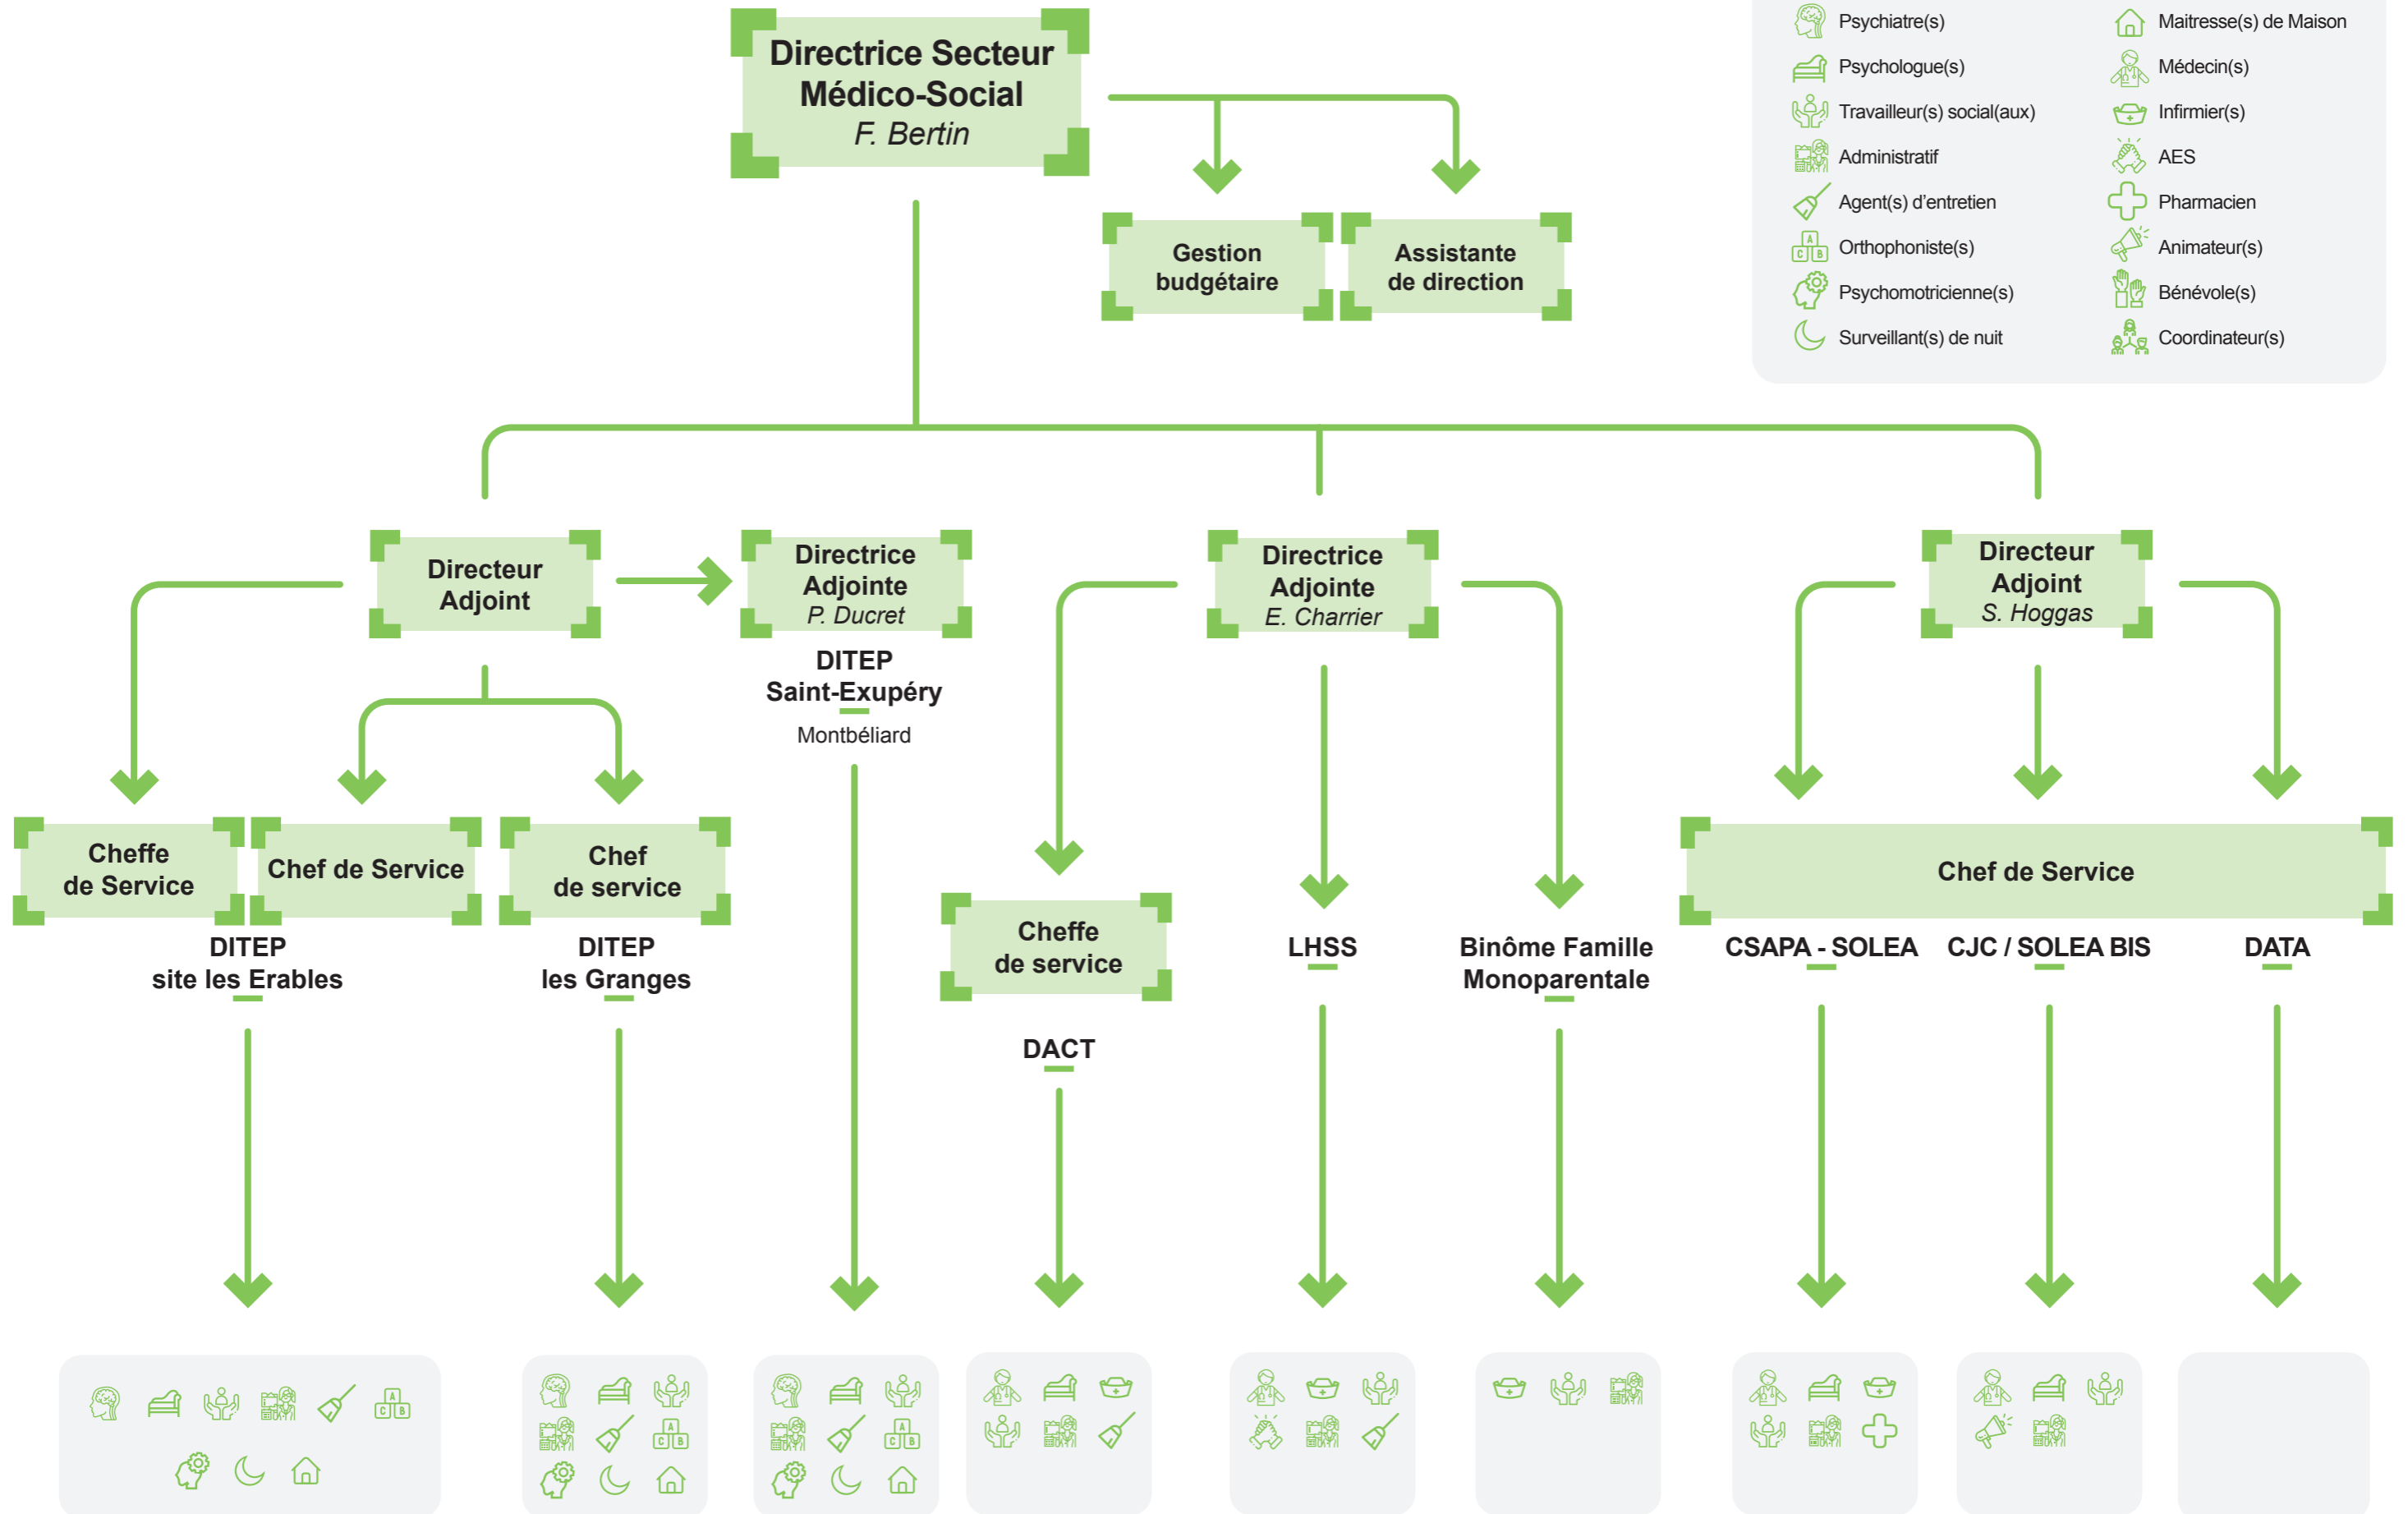 Directrice Secteur
Médico-Social
F. Bertin
Psychiatre(s)
Psychologue(s)
Travailleur(s) social(aux)
Administratif
Agent(s) d'entretien
Orthophoniste(s)
Psychomotricienne(s)
Surveillant(s) de nuit
Maitresse(s) de Maison
Médecin(s)
Infirmier(s)
AES
Pharmacien
Animateur(s)
Bénévole(s)
Coordinateur(s)
Gestion
budgétaire
Assistante
de direction
Directeur
Adjoint
Directrice
Adjointe
P. Ducret
DITEP
Saint-Exupéry
Montbéliard
Directrice
Adjointe
E. Charrier
Directeur
Adjoint
S. Hoggas
Cheffe
de Service
Chef de Service
DITEP
site les Erables
Chef
de service
DITEP
les Granges
Cheffe
de service
DACT
LHSS
Binôme Famille
Monoparentale
Chef de Service
CSAPA - SOLEA
CJC / SOLEA BIS
DATA